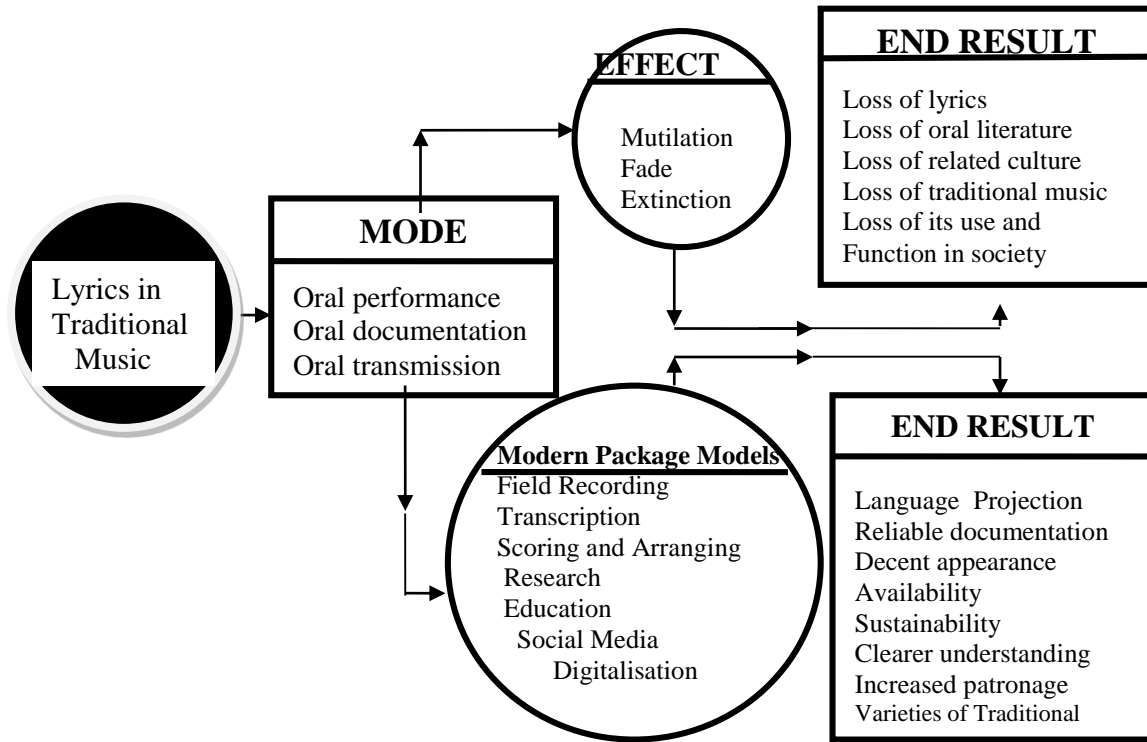 Lyrics in
Traditional
Music
MODE
Oral performance
Oral documentation
Oral transmission
EFFECT
Mutilation
Fade
Extinction
END RESULT
Loss of lyrics
Loss of oral literature
Loss of related culture
Loss of traditional music
Loss of its use and
Function in society
Modern Package Models
Field Recording
Transcription
Scoring and Arranging
Research
Education
Social Media
Digitalisation
END RESULT
Language Projection
Reliable documentation
Decent appearance
Availability
Sustainability
Clearer understanding
Increased patronage
Varieties of Traditional